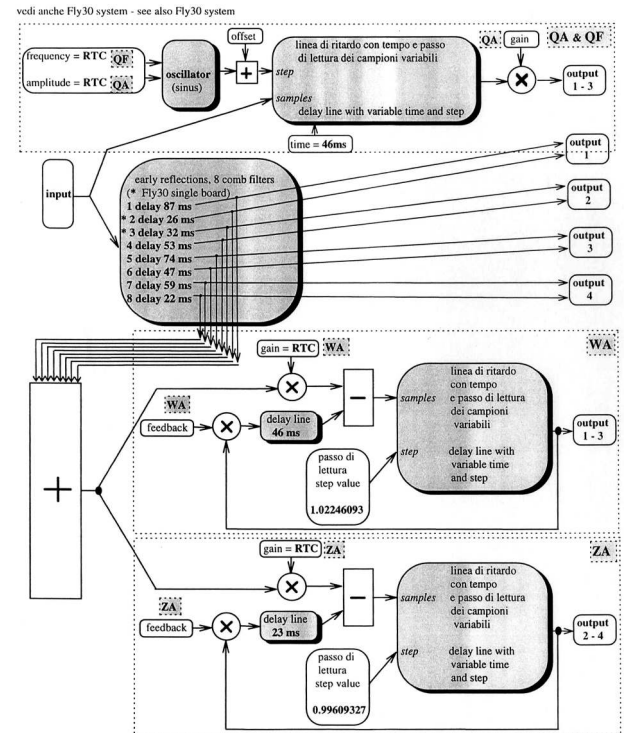 vedi anche Fly30 system - see also Fly30 system
offset
frequency = RTC QF
amplitude = RTC QA
oscillator
(sinus)
+
step
samples
linea di ritardo con tempo e passo
di lettura dei campioni variabili
delay line with variable time and step
time = 46ms
QA
gain
QA & QF
×
output
1 - 3
input
early reflections, 8 comb filters
(* Fly30 single board)
1 delay 87 ms
* 2 delay 26 ms
* 3 delay 32 ms
4 delay 53 ms
5 delay 74 ms
6 delay 47 ms
7 delay 59 ms
8 delay 22 ms
output
1
output
2
output
3
output
4
+
gain = RTC WA
WA
×
WA
feedback
×
delay line
46 ms
−
samples
step
linea di ritardo
con tempo
e passo di lettura
dei campioni
variabili
delay line with
variable time
and step
passo di
lettura
step value
1.02246093
output
1 - 3
gain = RTC ZA
ZA
×
ZA
feedback
×
delay line
23 ms
−
samples
step
linea di ritardo
con tempo
e passo di lettura
dei campioni
variabili
delay line with
variable time
and step
passo di
lettura
step value
0.99609327
output
2 - 4